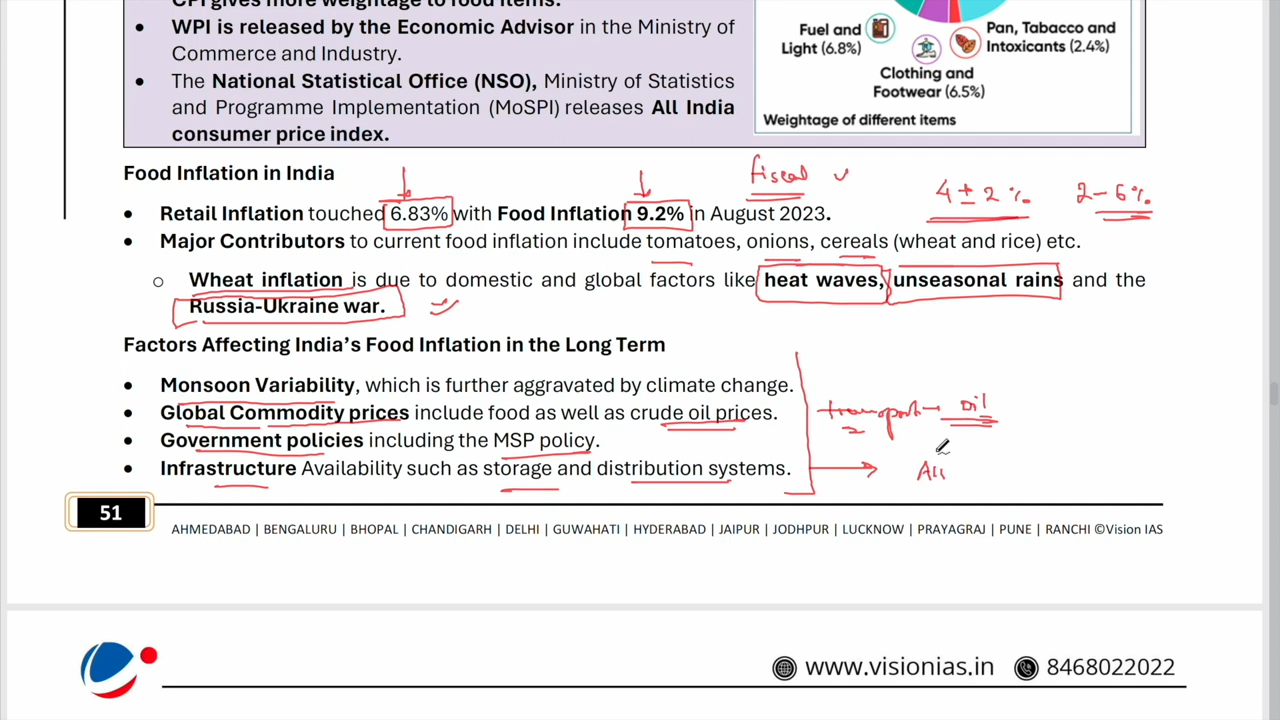 CPI gives more weightage to food items.
• WPI is released by the Economic Advisor in the Ministry of
Commerce and Industry.
• The National Statistical Office (NSO), Ministry of Statistics
and Programme Implementation (MoSPI) releases All India
consumer price index.
Fuel and
Light (6.8%)
Pan, Tabacco and
Intoxicants (2.4%)
Clothing and
Footwear (6.5%)
Weightage of different items
Food Inflation in India
fiscal
4 ± 2 %
2 - 6 %
• Retail Inflation touched 6.83% with Food Inflation 9.2% in August 2023.
• Major Contributors to current food inflation include tomatoes, onions, cereals (wheat and rice) etc.
o Wheat inflation is due to domestic and global factors like heat waves, unseasonal rains and the
Russia-Ukraine war.
Factors Affecting India's Food Inflation in the Long Term
• Monsoon Variability, which is further aggravated by climate change.
• Global Commodity prices include food as well as crude oil prices.
transport oil
• Government policies including the MSP policy.
• Infrastructure Availability such as storage and distribution systems.
All
51
AHMEDABAD | BENGALURU | BHOPAL | CHANDIGARH | DELHI | GUWAHATI | HYDERABAD | JAIPUR | JODHPUR | LUCKNOW | PRAYAGRAJ | PUNE | RANCHI ©Vision IAS
www.visionias.in 8468022022